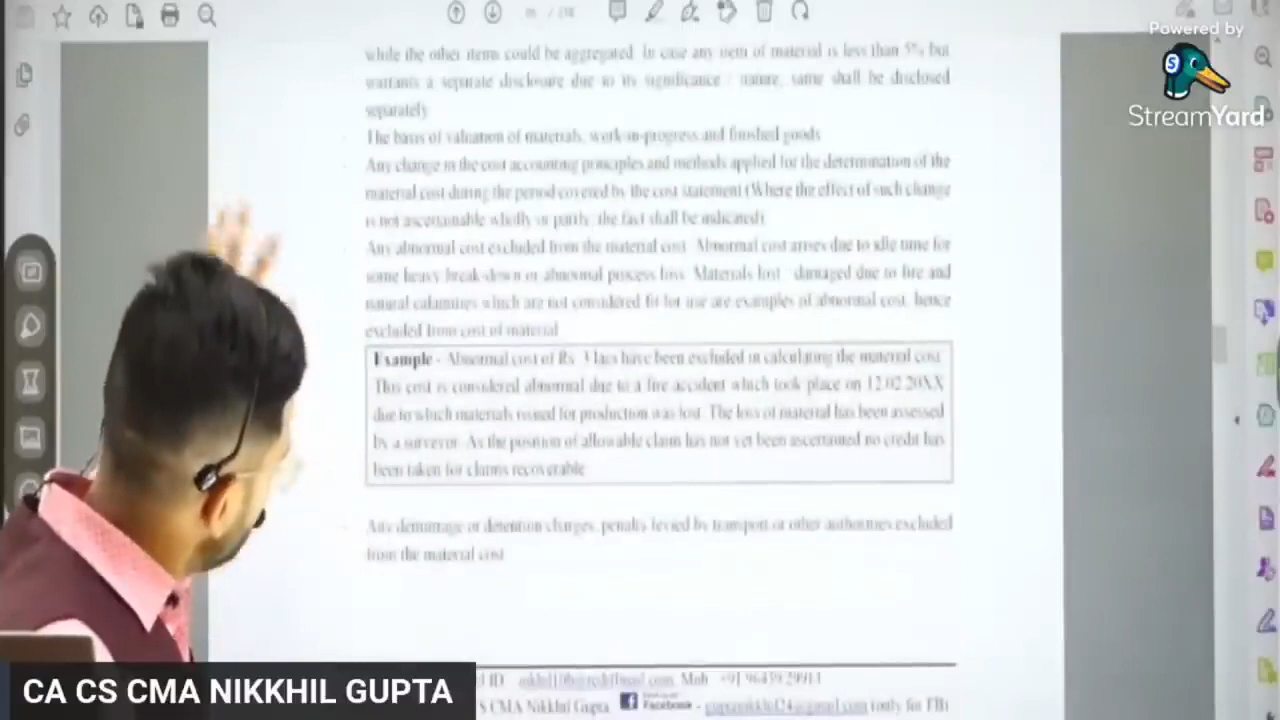 Powered by
StreamYard
while the other items could be aggregated. In case any item of material is less than 5% but
warrants a separate disclosure due to its significance / nature, same shall be disclosed
separately
The basis of valuation of materials, work-in-progress and finished goods
Any change in the cost accounting principles and methods applied for the determination of the
material cost during the period covered by the cost statement (Where the effect of such change
is not ascertainable wholly or partly, the fact shall be indicated)
Any abnormal cost excluded from the material cost. Abnormal cost arises due to idle time for
some heavy break-down or abnormal process loss. Materials lost / damaged due to fire and
natural calamities which are not considered fit for use are examples of abnormal cost, hence
excluded from cost of material
Example - Abnormal cost of Rs. 3 lacs have been excluded in calculating the material cost.
This cost is considered abnormal due to a fire accident which took place on 12.02.20XX
due to which materials issued for production was lost. The loss of material has been assessed
by a surveyor. As the position of allowable claim has not yet been ascertained no credit has
been taken for claims recoverable
Any demurrage or detention charges, penalty levied by transport or other authorities excluded
from the material cost
ID Mob
CMA Nikkhil Gupta Facebook - (only for FB)
CA CS CMA NIKKHIL GUPTA